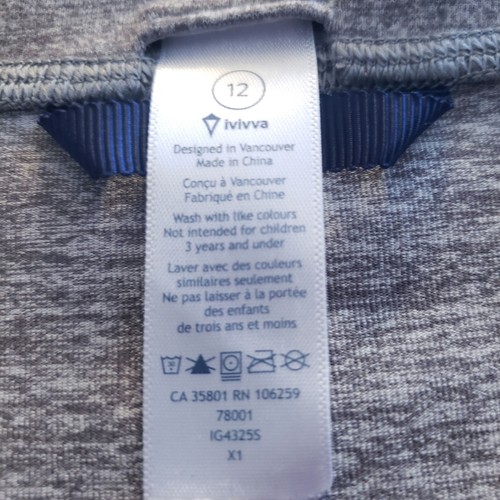 12
ivivva
Designed in Vancouver
Made in China
Conçu à Vancouver
Fabriqué en Chine
Wash with like colours
Not intended for children
3 years and under
Laver avec des couleurs
similaires seulement
Ne pas laisser à la portée
des enfants
de trois ans et moins
CA 35801 RN 106259
78001
IG4325S
X1